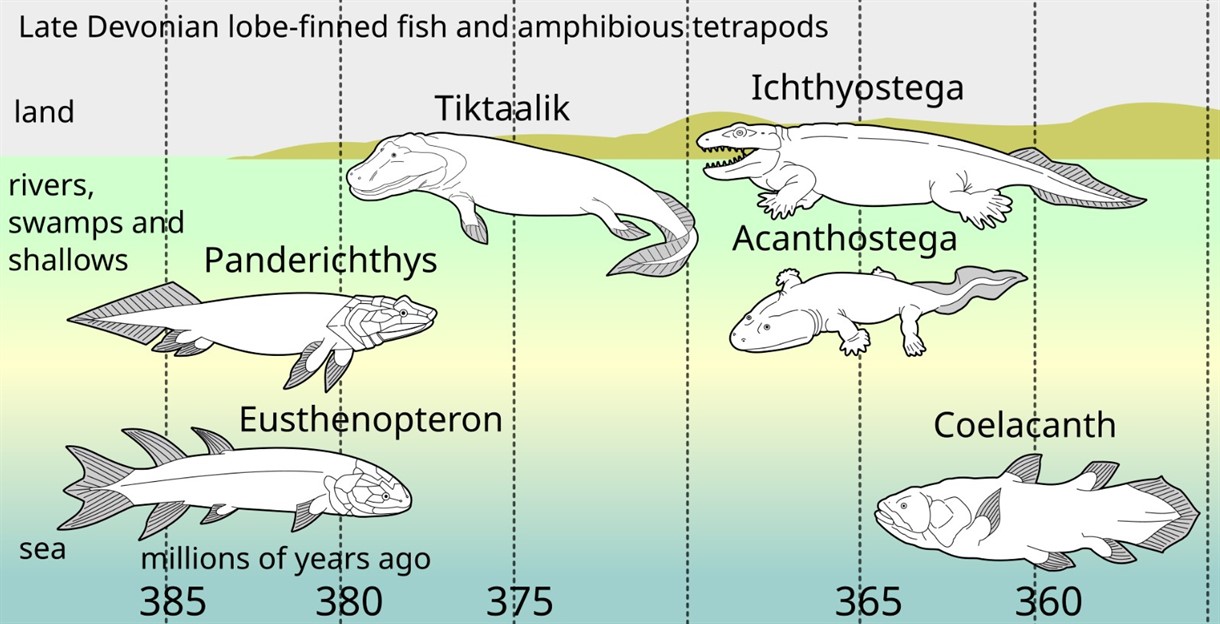 Late Devonian lobe-finned fish and amphibious tetrapods
land
Tiktaalik
Ichthyostega
rivers,
swamps and
shallows
Panderichthys
Acanthostega
Eusthenopteron
Coelacanth
sea
millions of years ago
385 380 375 365 360